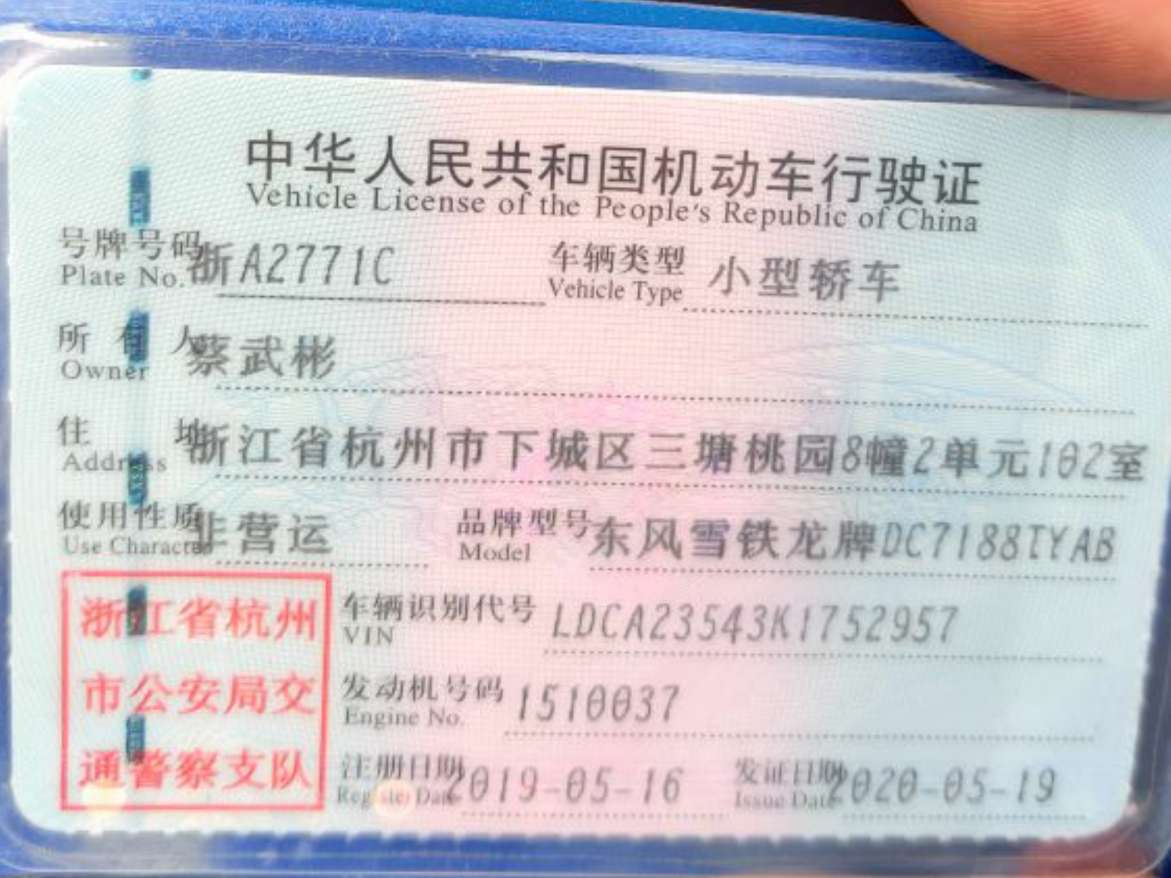 中华人民共和国机动车行驶证
Vehicle License of the People's Republic of China
号牌号码 浙A2771C 车辆类型 小型轿车
Plate No. Vehicle Type
所有人 蔡武彬
Owner
住址 浙江省杭州市下城区三塘桃园8幢2单元102室
Address
使用性质 非营运 品牌型号 东风雪铁龙牌DC7188TYAB
Use Character Model
浙江省杭州
市公安局交
通警察支队
车辆识别代号 LDCA23543K1752957
VIN
发动机号码 1510037
Engine No.
注册日期 2019-05-16 发证日期 2020-05-19
Register Date Issue Date